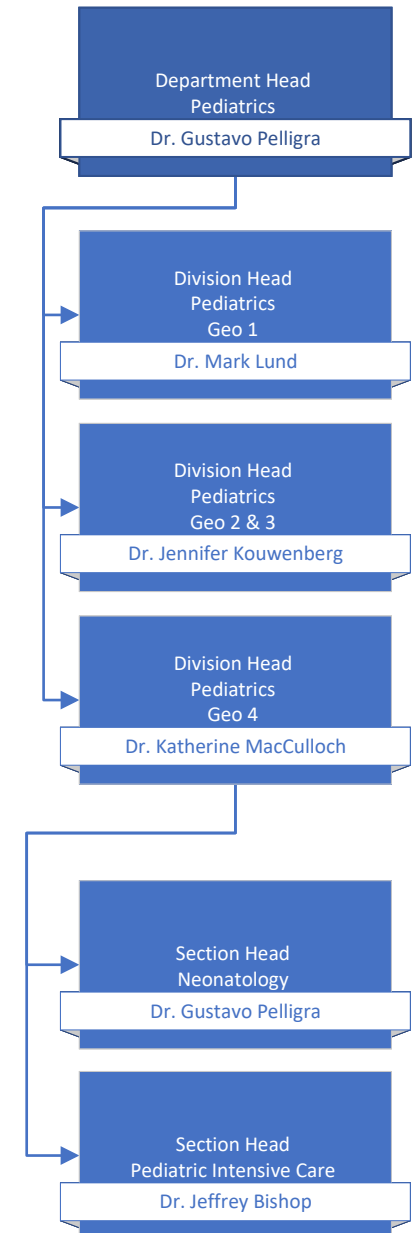 Department Head
Pediatrics
Dr. Gustavo Pelligra
Division Head
Pediatrics
Geo 1
Dr. Mark Lund
Division Head
Pediatrics
Geo 2 & 3
Dr. Jennifer Kouwenberg
Division Head
Pediatrics
Geo 4
Dr. Katherine MacCulloch
Section Head
Neonatology
Dr. Gustavo Pelligra
Section Head
Pediatric Intensive Care
Dr. Jeffrey Bishop